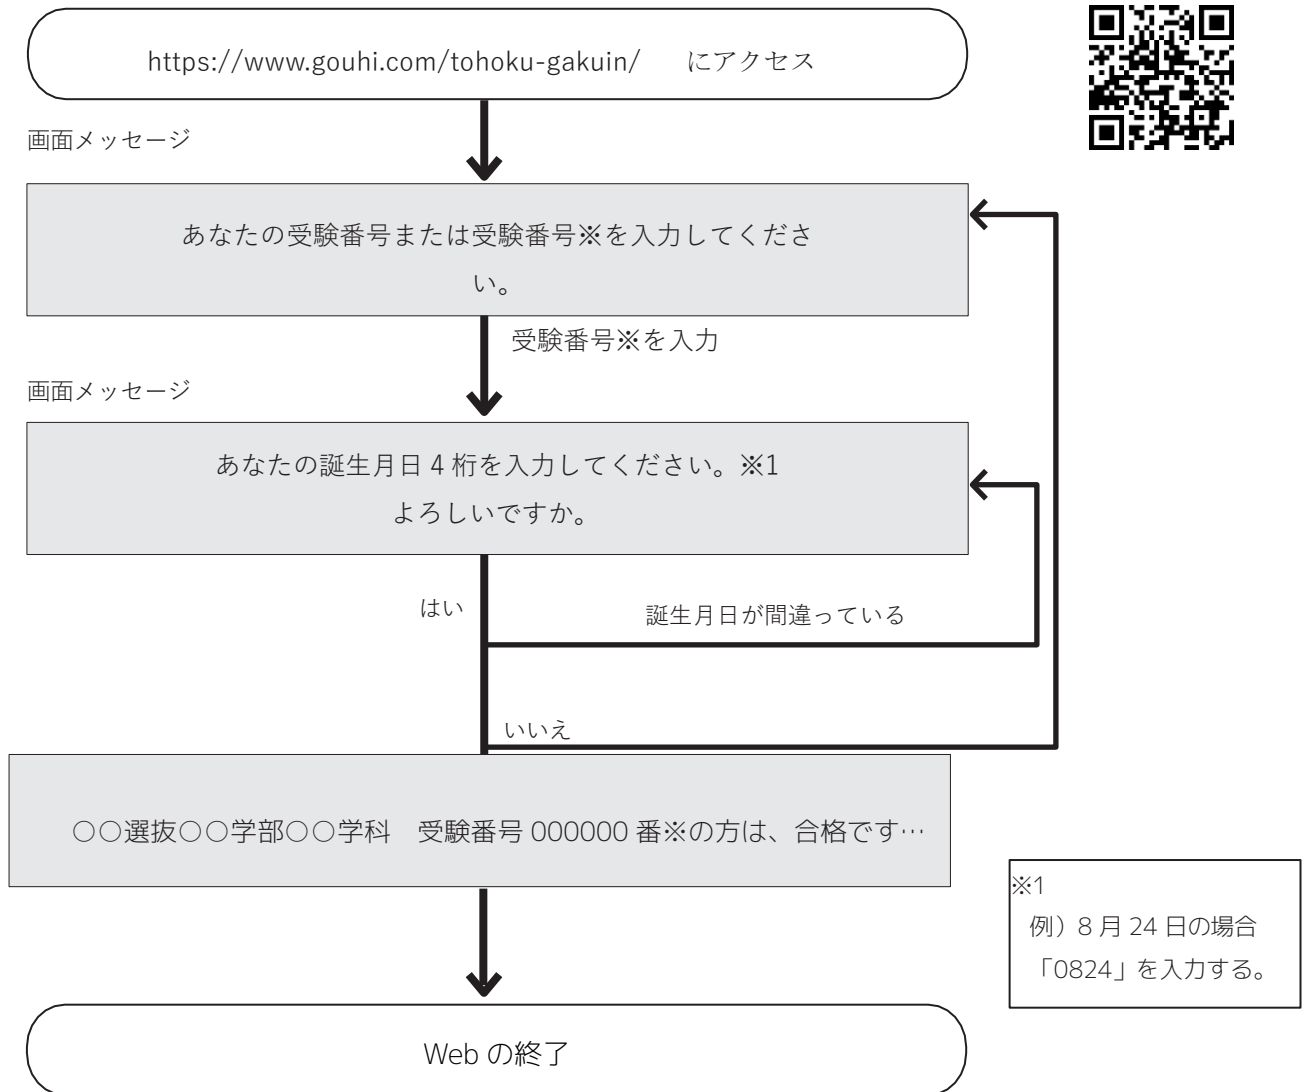 https://www.gouhi.com/tohoku-gakuin/　にアクセス
画面メッセージ
あなたの受験番号または受験番号※を入力してくださ
い。
受験番号※を入力
画面メッセージ
あなたの誕生月日 4 桁を入力してください。※1
よろしいですか。
はい
誕生月日が間違っている
いいえ
○○選抜○○学部○○学科　受験番号 000000 番※の方は、合格です…
※1
例）8 月 24 日の場合
「0824」を入力する。
Web の終了